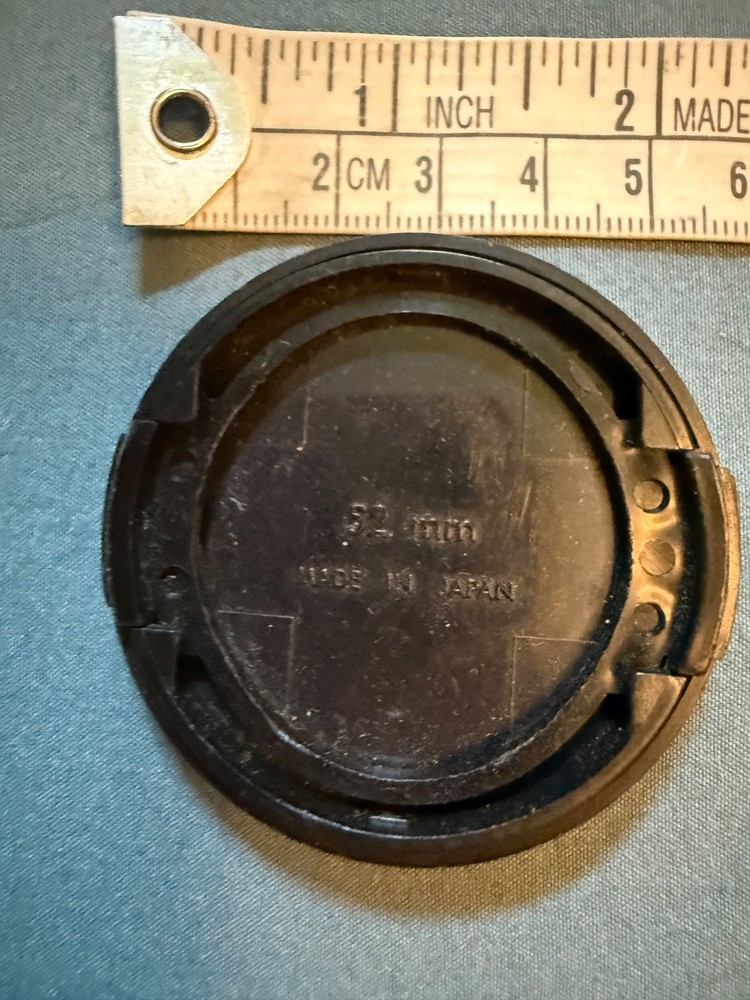 1 INCH 2 MADE
2 CM 3 4 5 6
52 mm
MADE IN JAPAN